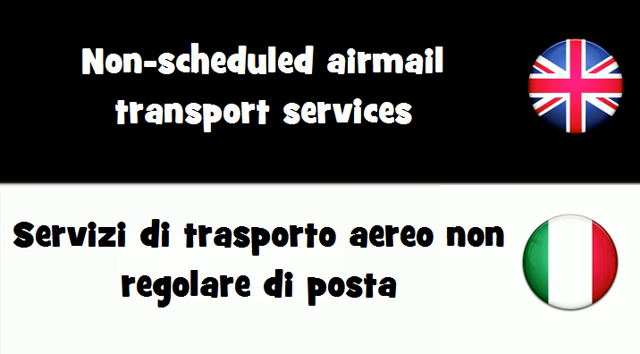 Non-scheduled airmail
transport services
Servizi di trasporto aereo non
regolare di posta